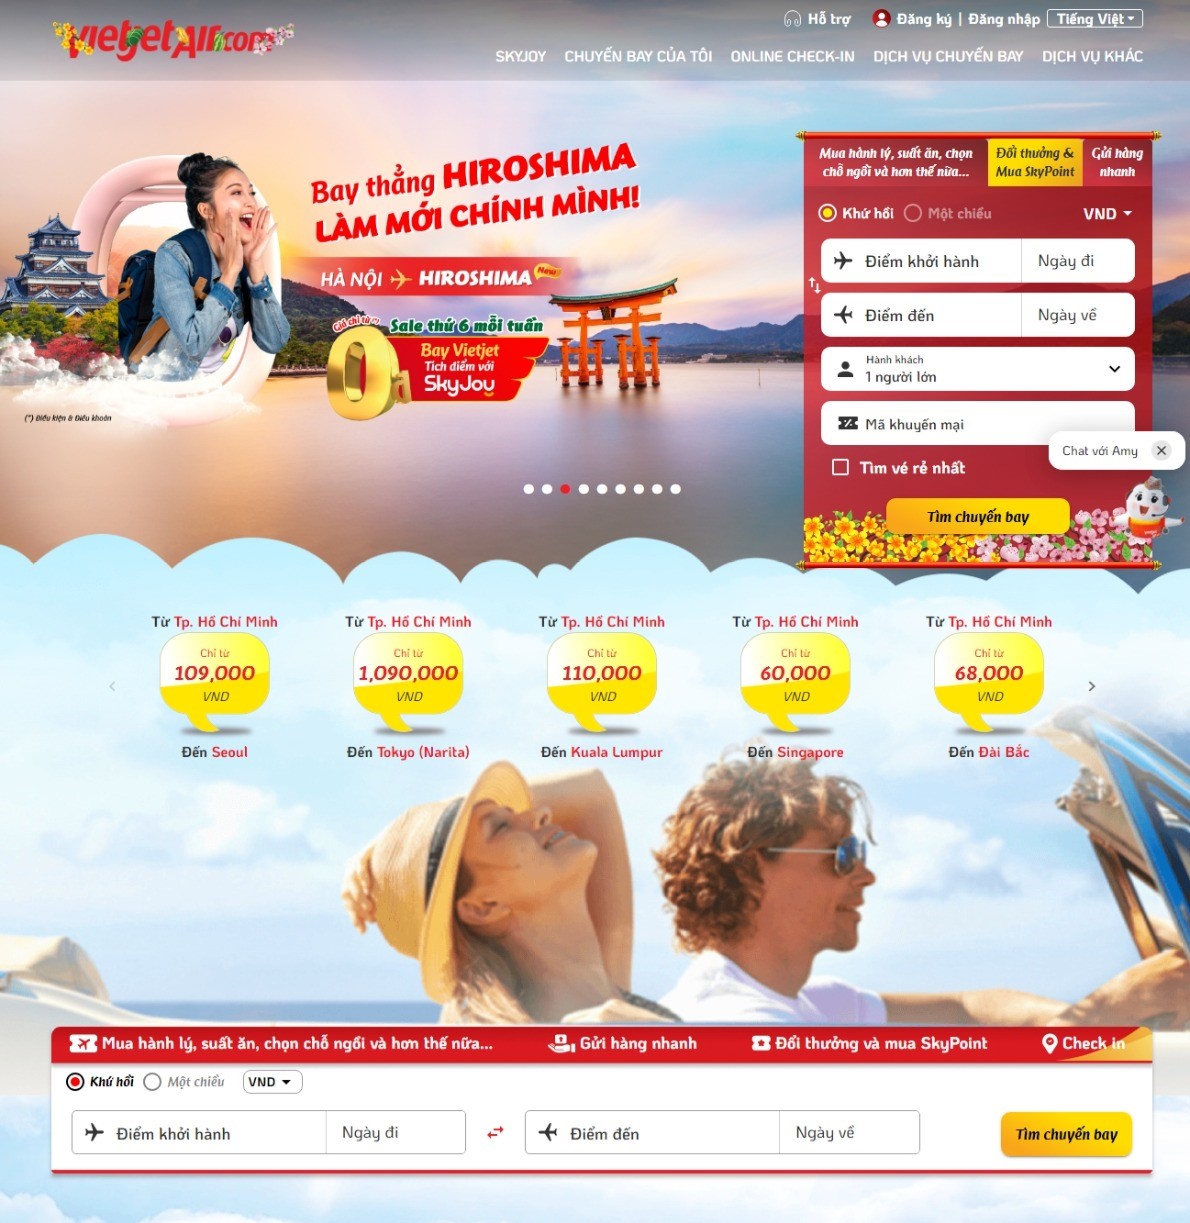 vietjetAir.com
Hỗ trợ
Đăng ký | Đăng nhập
Tiếng Việt
SKYJOY
CHUYẾN BAY CỦA TÔI
ONLINE CHECK-IN
DỊCH VỤ CHUYẾN BAY
DỊCH VỤ KHÁC
Bay thẳng HIROSHIMA
LÀM MỚI CHÍNH MÌNH!
HÀ NỘI HIROSHIMA New
Giá chỉ từ (*)
Sale thứ 6 mỗi tuần
0đ
Bay Vietjet
Tích điểm với
SkyJoy
(*) Điều kiện & Điều khoản
Mua hành lý, suất ăn, chọn
chỗ ngồi và hơn thế nữa...
Đổi thưởng &
Mua SkyPoint
Gửi hàng
nhanh
Khứ hồi
Một chiều
VND
Điểm khởi hành
Ngày đi
Điểm đến
Ngày về
Hành khách
1 người lớn
Mã khuyến mại
Chat với Amy
Tìm vé rẻ nhất
Tìm chuyến bay
Từ Tp. Hồ Chí Minh
Chỉ từ
109,000
VND
Đến Seoul
Từ Tp. Hồ Chí Minh
Chỉ từ
1,090,000
VND
Đến Tokyo (Narita)
Từ Tp. Hồ Chí Minh
Chỉ từ
110,000
VND
Đến Kuala Lumpur
Từ Tp. Hồ Chí Minh
Chỉ từ
60,000
VND
Đến Singapore
Từ Tp. Hồ Chí Minh
Chỉ từ
68,000
VND
Đến Đài Bắc
Mua hành lý, suất ăn, chọn chỗ ngồi và hơn thế nữa...
Gửi hàng nhanh
Đổi thưởng và mua SkyPoint
Check in
Khứ hồi
Một chiều
VND
Điểm khởi hành
Ngày đi
Điểm đến
Ngày về
Tìm chuyến bay